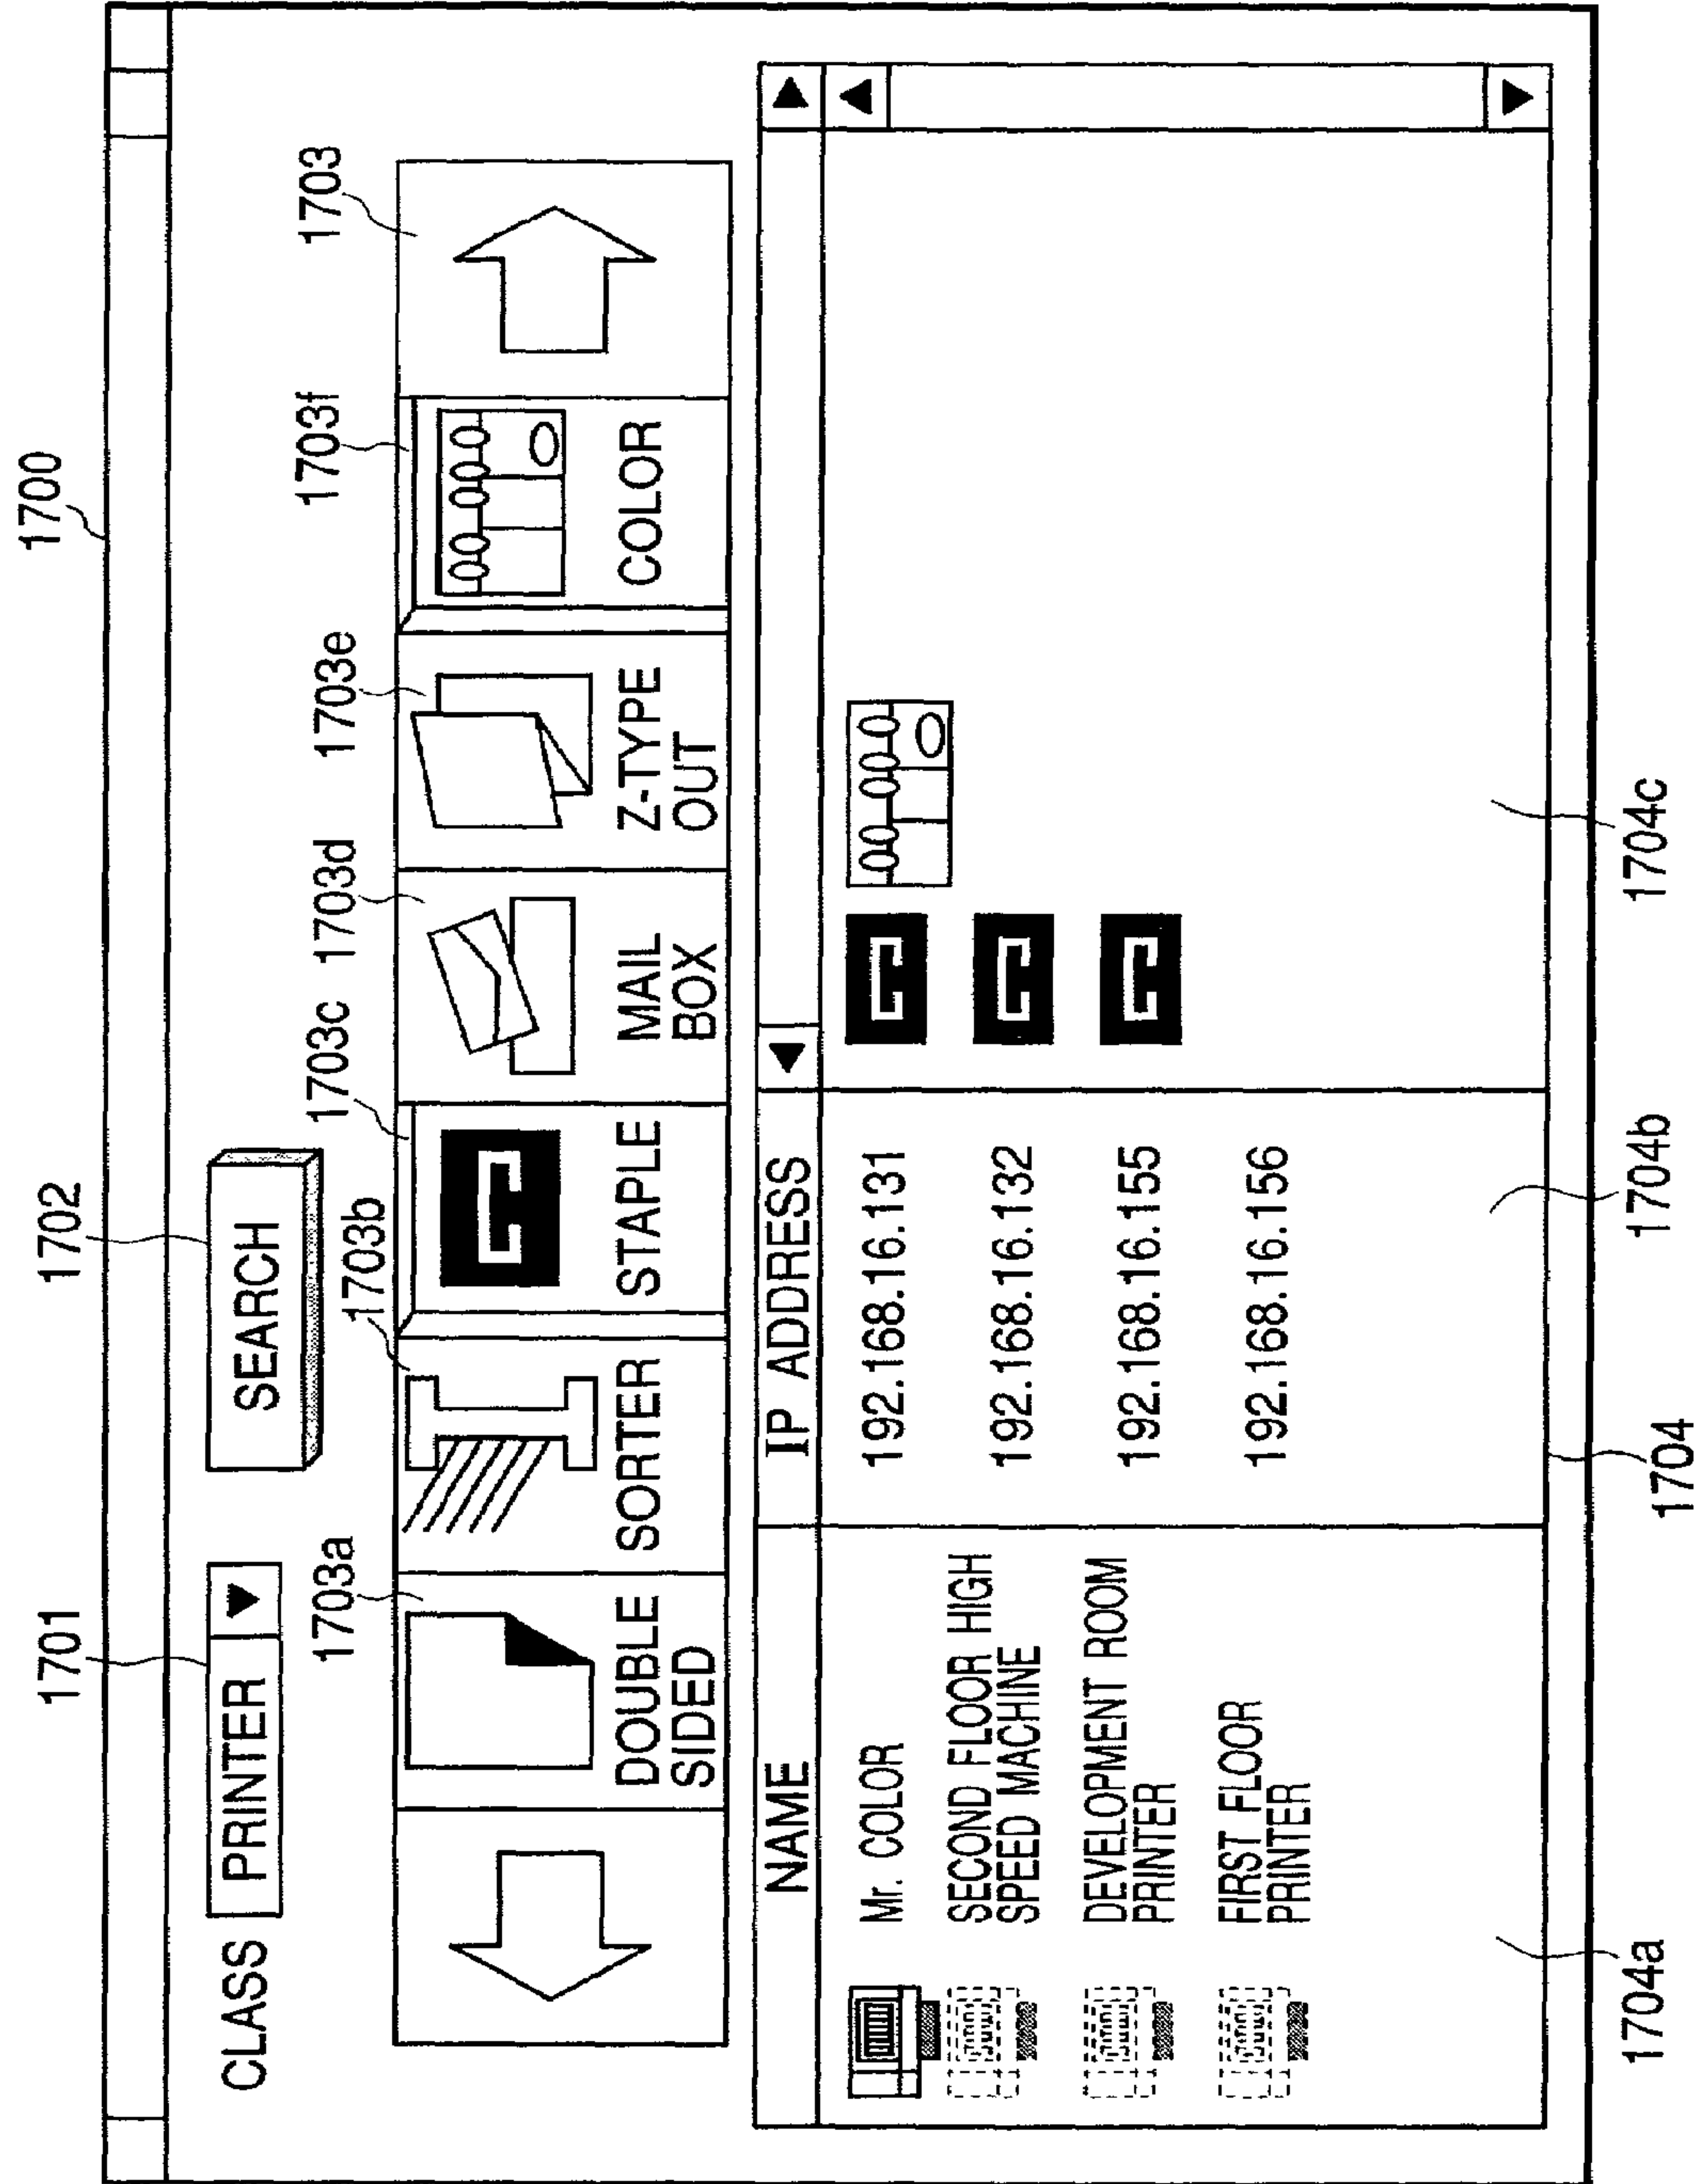 1700
1701
1702
CLASS PRINTER
SEARCH
1703a
1703b
1703c
1703d
1703e
1703f
1703
DOUBLE
SIDED
SORTER
STAPLE
MAIL
BOX
Z-TYPE
OUT
COLOR
NAME
IP ADDRESS
Mr. COLOR
192.168.16.131
SECOND FLOOR HIGH
SPEED MACHINE
192.168.16.132
DEVELOPMENT ROOM
PRINTER
192.168.16.155
FIRST FLOOR
PRINTER
192.168.16.156
1704a
1704
1704b
1704c